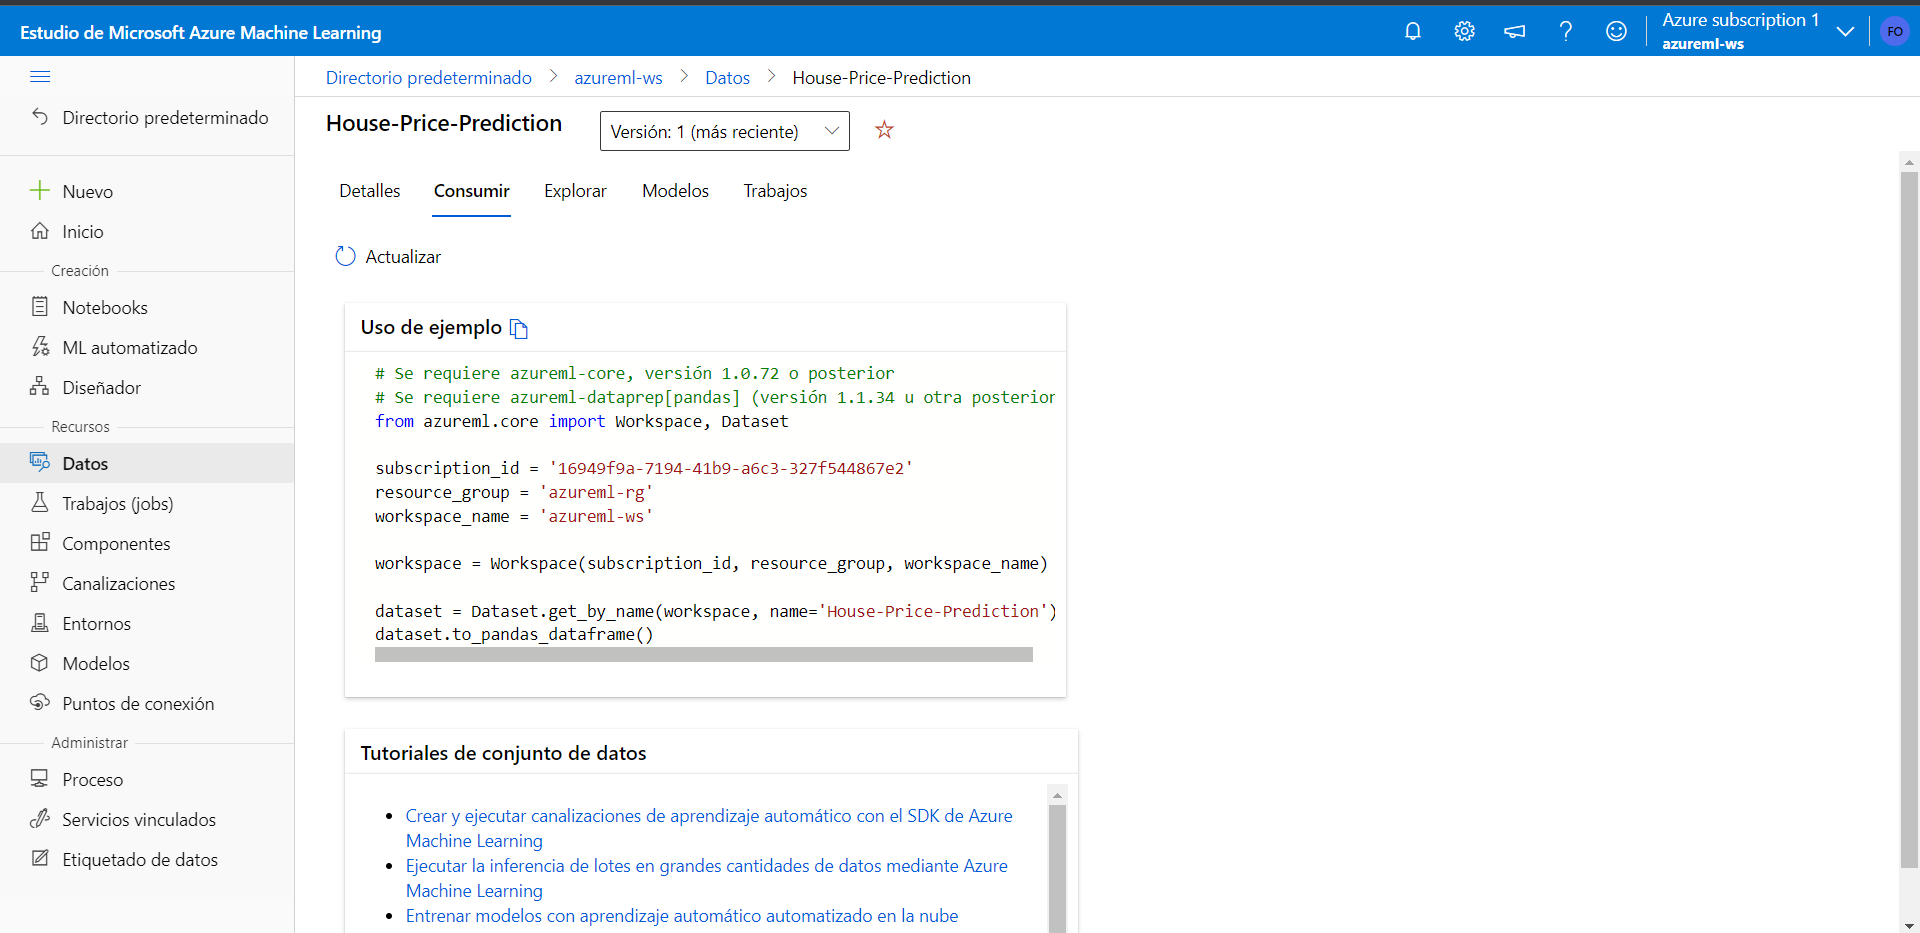 Estudio de Microsoft Azure Machine Learning
Azure subscription 1
azureml-ws
FO
Directorio predeterminado
Nuevo
Inicio
Creación
Notebooks
ML automatizado
Diseñador
Recursos
Datos
Trabajos (jobs)
Componentes
Canalizaciones
Entornos
Modelos
Puntos de conexión
Administrar
Proceso
Servicios vinculados
Etiquetado de datos
Directorio predeterminado > azureml-ws > Datos > House-Price-Prediction
House-Price-Prediction
Versión: 1 (más reciente)
Detalles Consumir Explorar Modelos Trabajos
Actualizar
Uso de ejemplo
# Se requiere azureml-core, versión 1.0.72 o posterior
# Se requiere azureml-dataprep[pandas] (versión 1.1.34 u otra posterior
from azureml.core import Workspace, Dataset
subscription_id = '16949f9a-7194-41b9-a6c3-327f544867e2'
resource_group = 'azureml-rg'
workspace_name = 'azureml-ws'
workspace = Workspace(subscription_id, resource_group, workspace_name)
dataset = Dataset.get_by_name(workspace, name='House-Price-Prediction')
dataset.to_pandas_dataframe()
Tutoriales de conjunto de datos
• Crear y ejecutar canalizaciones de aprendizaje automático con el SDK de Azure
Machine Learning
• Ejecutar la inferencia de lotes en grandes cantidades de datos mediante Azure
Machine Learning
• Entrenar modelos con aprendizaje automático automatizado en la nube